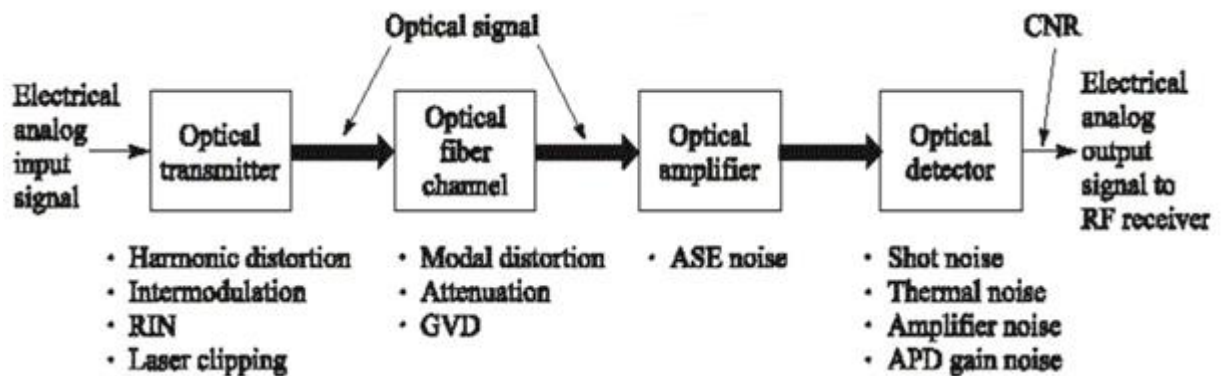 Optical signal
CNR
Electrical
analog
input
signal
Optical
transmitter
Optical
fiber
channel
Optical
amplifier
Optical
detector
Electrical
analog
output
signal to
RF receiver
· Harmonic distortion
· Intermodulation
· RIN
· Laser clipping
· Modal distortion
· Attenuation
· GVD
· ASE noise
· Shot noise
· Thermal noise
· Amplifier noise
· APD gain noise